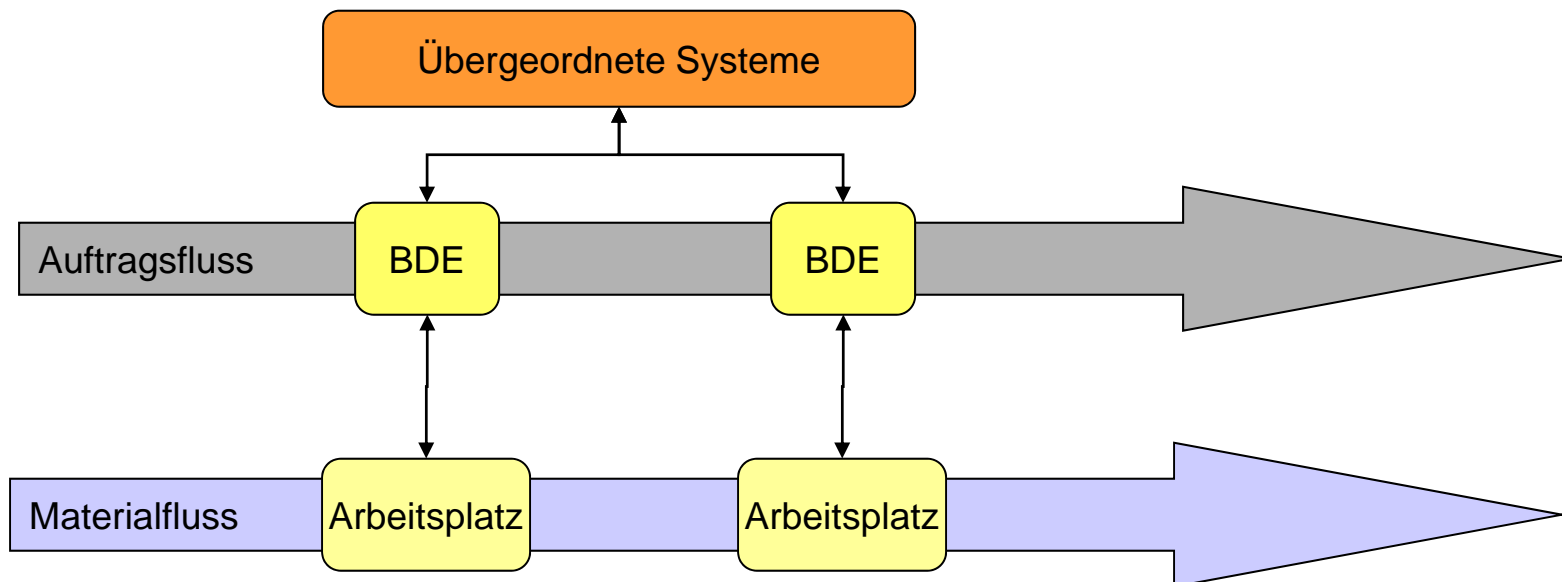 Übergeordnete Systeme
Auftragsfluss BDE BDE
Materialfluss Arbeitsplatz Arbeitsplatz